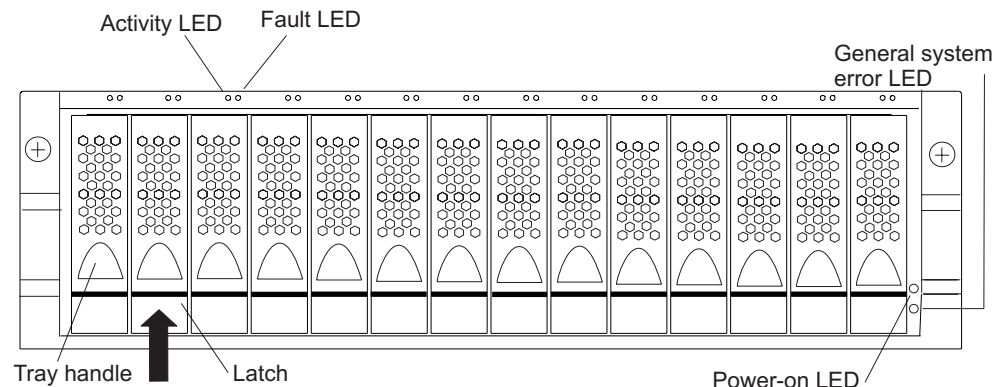 Activity LED
Fault LED
General system
error LED
Tray handle
Latch
Power-on LED